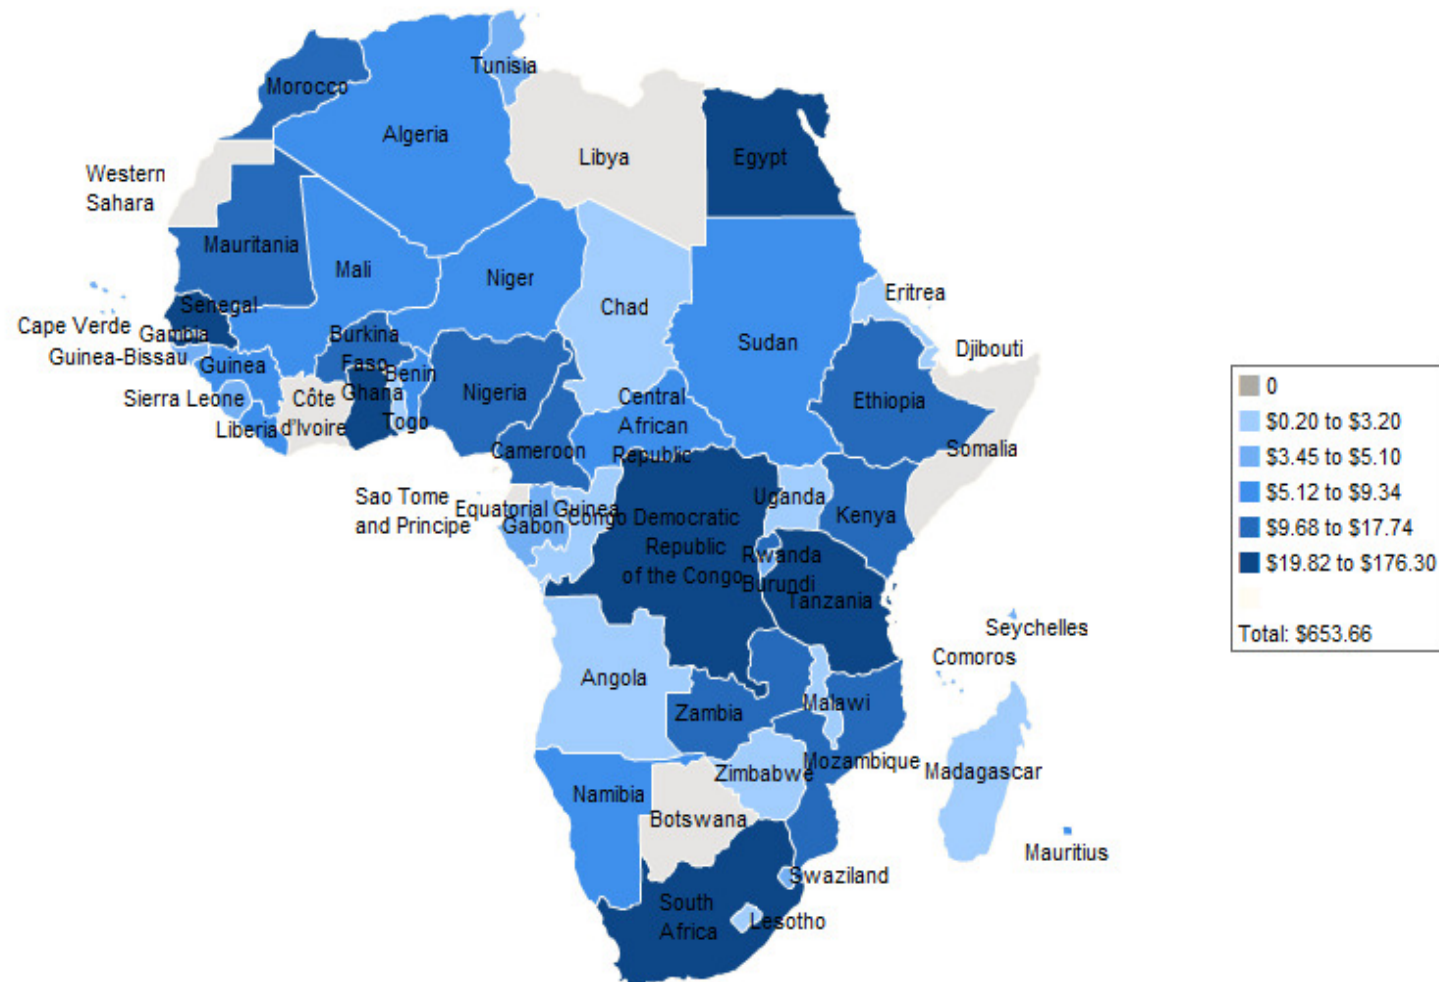 Tunisia
Morocco
Algeria
Libya
Egypt
Western
Sahara
Mauritania
Mali
Niger
Chad
Eritrea
Senegal
Cape Verde
Gambia
Guinea-Bissau
Guinea
Burkina
Faso
Benin
Sudan
Djibouti
Sierra Leone
Côte
d'Ivoire
Ghana
Togo
Nigeria
Central
African
Republic
Ethiopia
Liberia
Cameroon
Somalia
Sao Tome
and Principe
Equatorial Guinea
Gabon
Congo
Democratic
Republic
of the Congo
Uganda
Kenya
Rwanda
Burundi
Tanzania
Seychelles
Comoros
Angola
Zambia
Malawi
Mozambique
Zimbabwe
Madagascar
Namibia
Botswana
Mauritius
Swaziland
South
Africa
Lesotho
0
$0.20 to $3.20
$3.45 to $5.10
$5.12 to $9.34
$9.68 to $17.74
$19.82 to $176.30
Total: $653.66